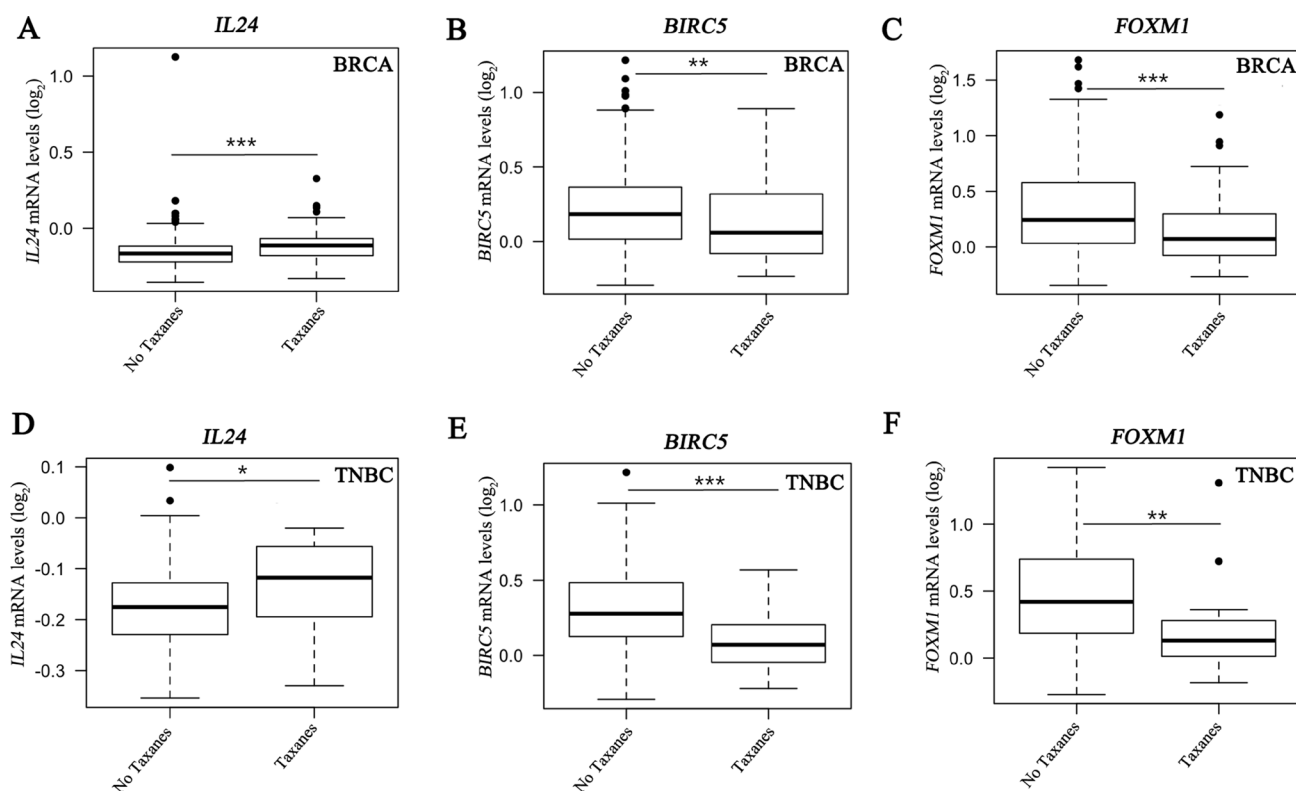 A
IL24
BRCA
***
IL24 mRNA levels (log2)
1.0
0.5
0.0
No Taxanes
Taxanes
B
BIRC5
BRCA
**
BIRC5 mRNA levels (log2)
1.0
0.5
0.0
No Taxanes
Taxanes
C
FOXM1
BRCA
***
FOXM1 mRNA levels (log2)
1.5
1.0
0.5
0.0
No Taxanes
Taxanes
D
IL24
TNBC
*
IL24 mRNA levels (log2)
0.1
0.0
-0.1
-0.2
-0.3
No Taxanes
Taxanes
E
BIRC5
TNBC
***
BIRC5 mRNA levels (log2)
1.0
0.5
0.0
No Taxanes
Taxanes
F
FOXM1
TNBC
**
FOXM1 mRNA levels (log2)
1.0
0.5
0.0
No Taxanes
Taxanes